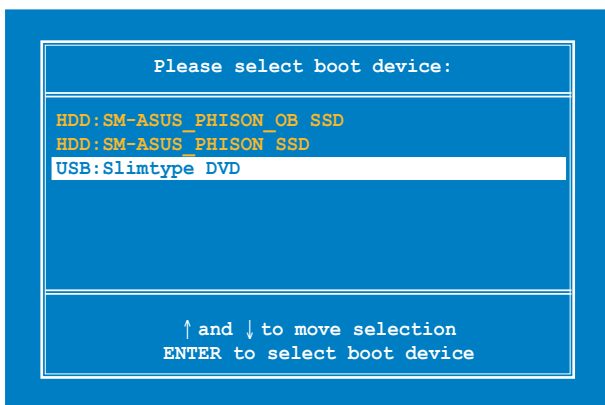 Please select boot device:
HDD:SM-ASUS_PHISON_OB SSD
HDD:SM-ASUS_PHISON SSD
USB:Slimtype DVD
↑ and ↓ to move selection
ENTER to select boot device